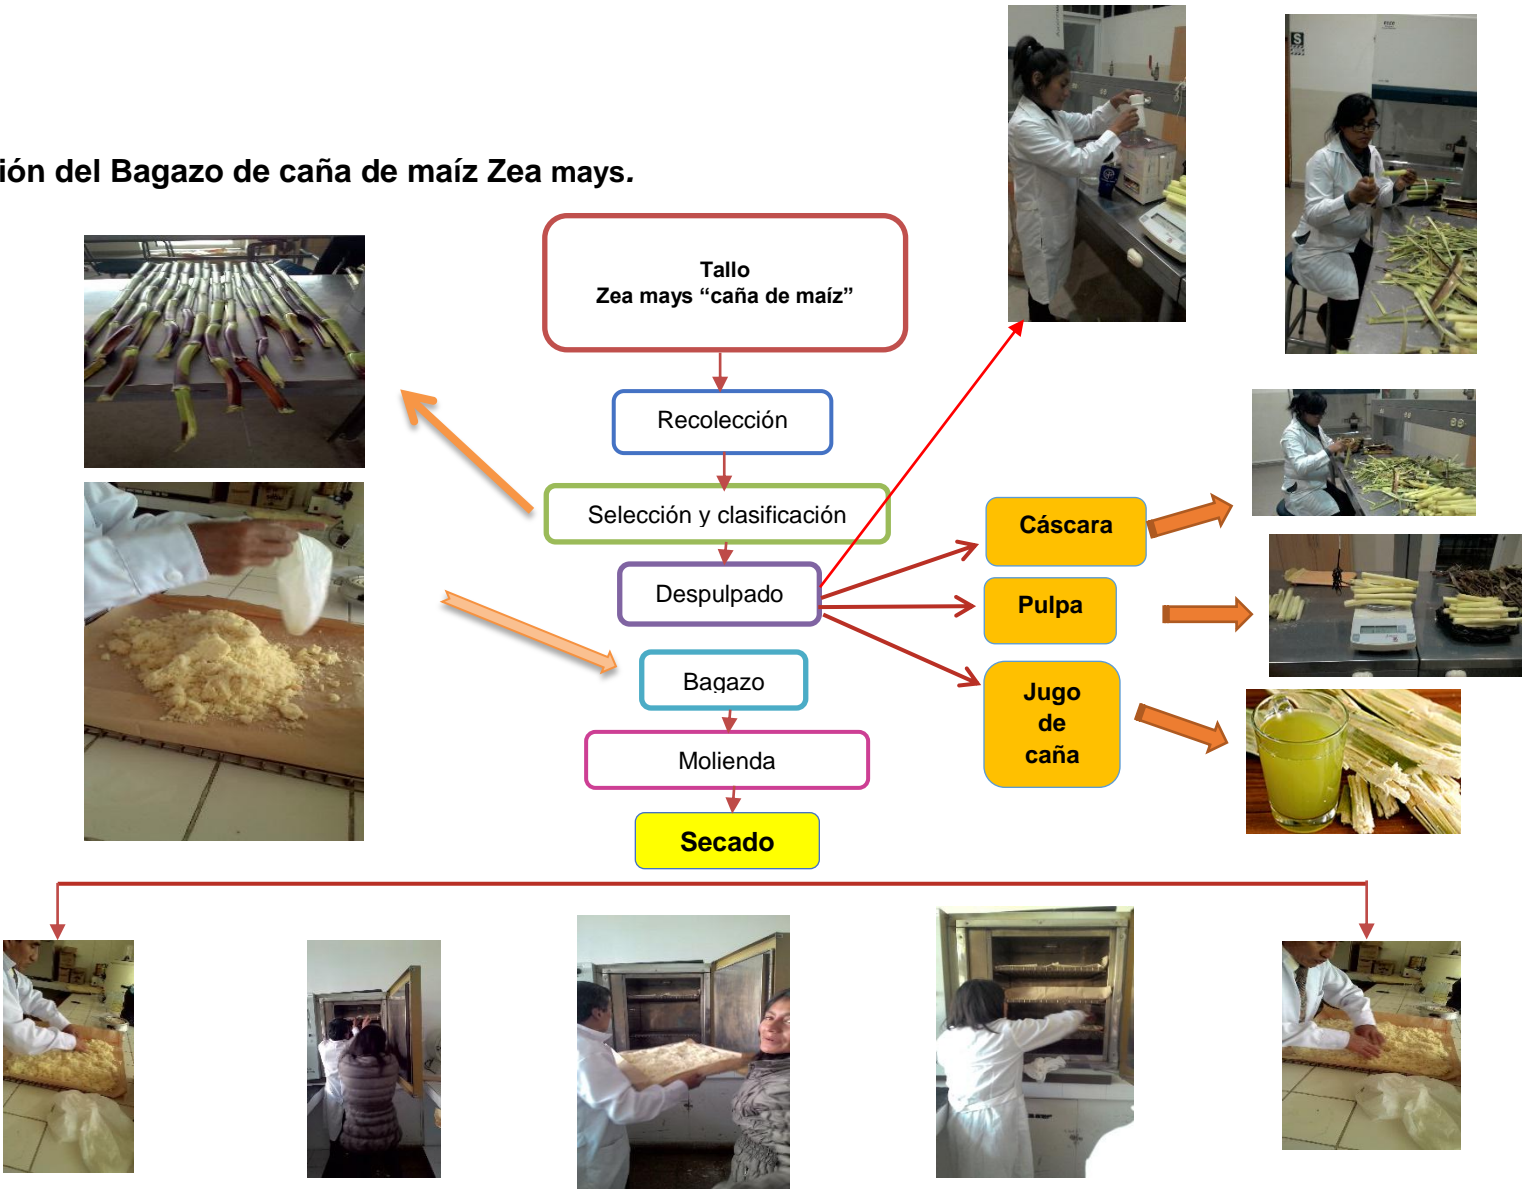 ión del Bagazo de caña de maíz Zea mays.
Tallo
Zea mays “caña de maíz”
Recolección
Selección y clasificación
Despulpado
Bagazo
Molienda
Secado
Cáscara
Pulpa
Jugo
de
caña
S